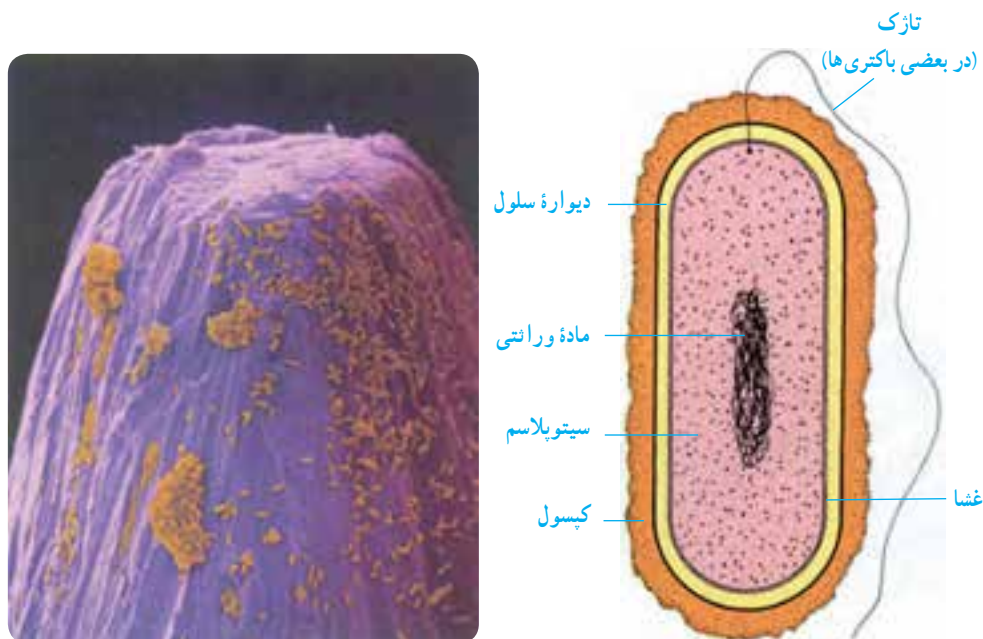 تاژک
(در بعضی باکتری‌ها)
دیوارهٔ سلول
مادهٔ وراثتی
سیتوپلاسم
کپسول
غشا